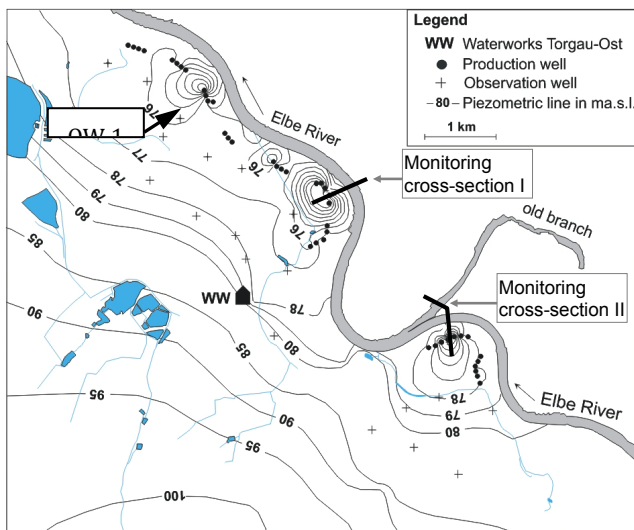 Legend
WW Waterworks Torgau-Ost
Production well
Observation well
-80- Piezometric line in ma.s.l.
1 km
Elbe River
Monitoring
cross-section I
old branch
Monitoring
cross-section II
Elbe River
WW
OW 1
76
77
78
79
80
85
90
95
76
76
78
80
85
90
95
100
78
79
80